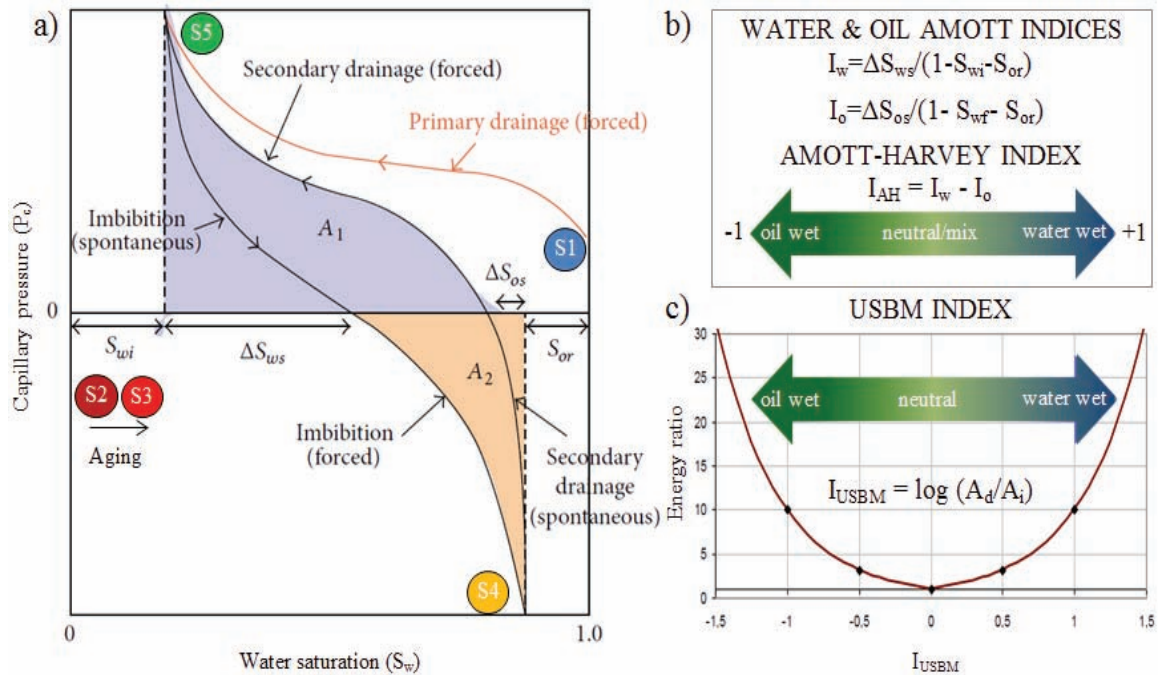 a)
S5
Secondary drainage (forced)
Primary drainage (forced)
Imbibition
(spontaneous)
A1
S1
ΔSos
Capillary pressure (Pc)
0
Swi
ΔSws
Sor
A2
S2
S3
Aging
Imbibition
(forced)
Secondary
drainage
(spontaneous)
S4
0
1.0
Water saturation (Sw)
b)
WATER & OIL AMOTT INDICES
Iw=ΔSws/(1-Swi-Sor)
Io=ΔSos/(1- Swf- Sor)
AMOTT-HARVEY INDEX
IAH = Iw - Io
-1
oil wet
neutral/mix
water wet
+1
c)
USBM INDEX
30
25
20
15
10
5
0
Energy ratio
oil wet
neutral
water wet
IUSBM = log (Ad/Ai)
-1,5
-1
-0,5
0
0,5
1
1,5
IUSBM